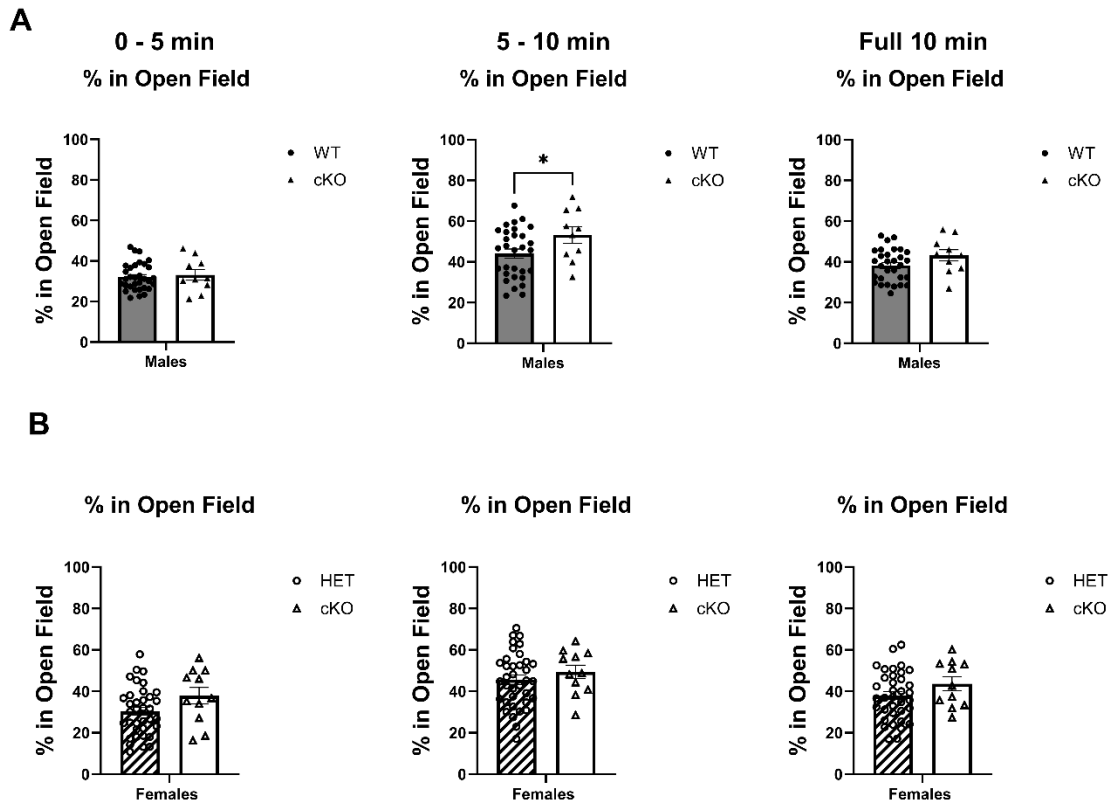 A
0 - 5 min
% in Open Field
% in Open Field
100
80
60
40
20
0
Males
WT
cKO
5 - 10 min
% in Open Field
% in Open Field
100
80
60
40
20
0
*
Males
WT
cKO
Full 10 min
% in Open Field
% in Open Field
100
80
60
40
20
0
Males
WT
cKO
B
% in Open Field
% in Open Field
100
80
60
40
20
0
Females
HET
cKO
% in Open Field
% in Open Field
100
80
60
40
20
0
Females
HET
cKO
% in Open Field
% in Open Field
100
80
60
40
20
0
Females
HET
cKO